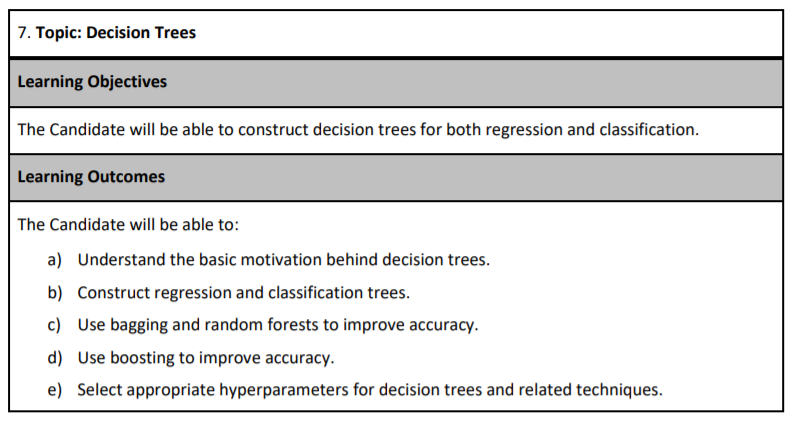 7. Topic: Decision Trees
Learning Objectives
The Candidate will be able to construct decision trees for both regression and classification.
Learning Outcomes
The Candidate will be able to:
a) Understand the basic motivation behind decision trees.
b) Construct regression and classification trees.
c) Use bagging and random forests to improve accuracy.
d) Use boosting to improve accuracy.
e) Select appropriate hyperparameters for decision trees and related techniques.